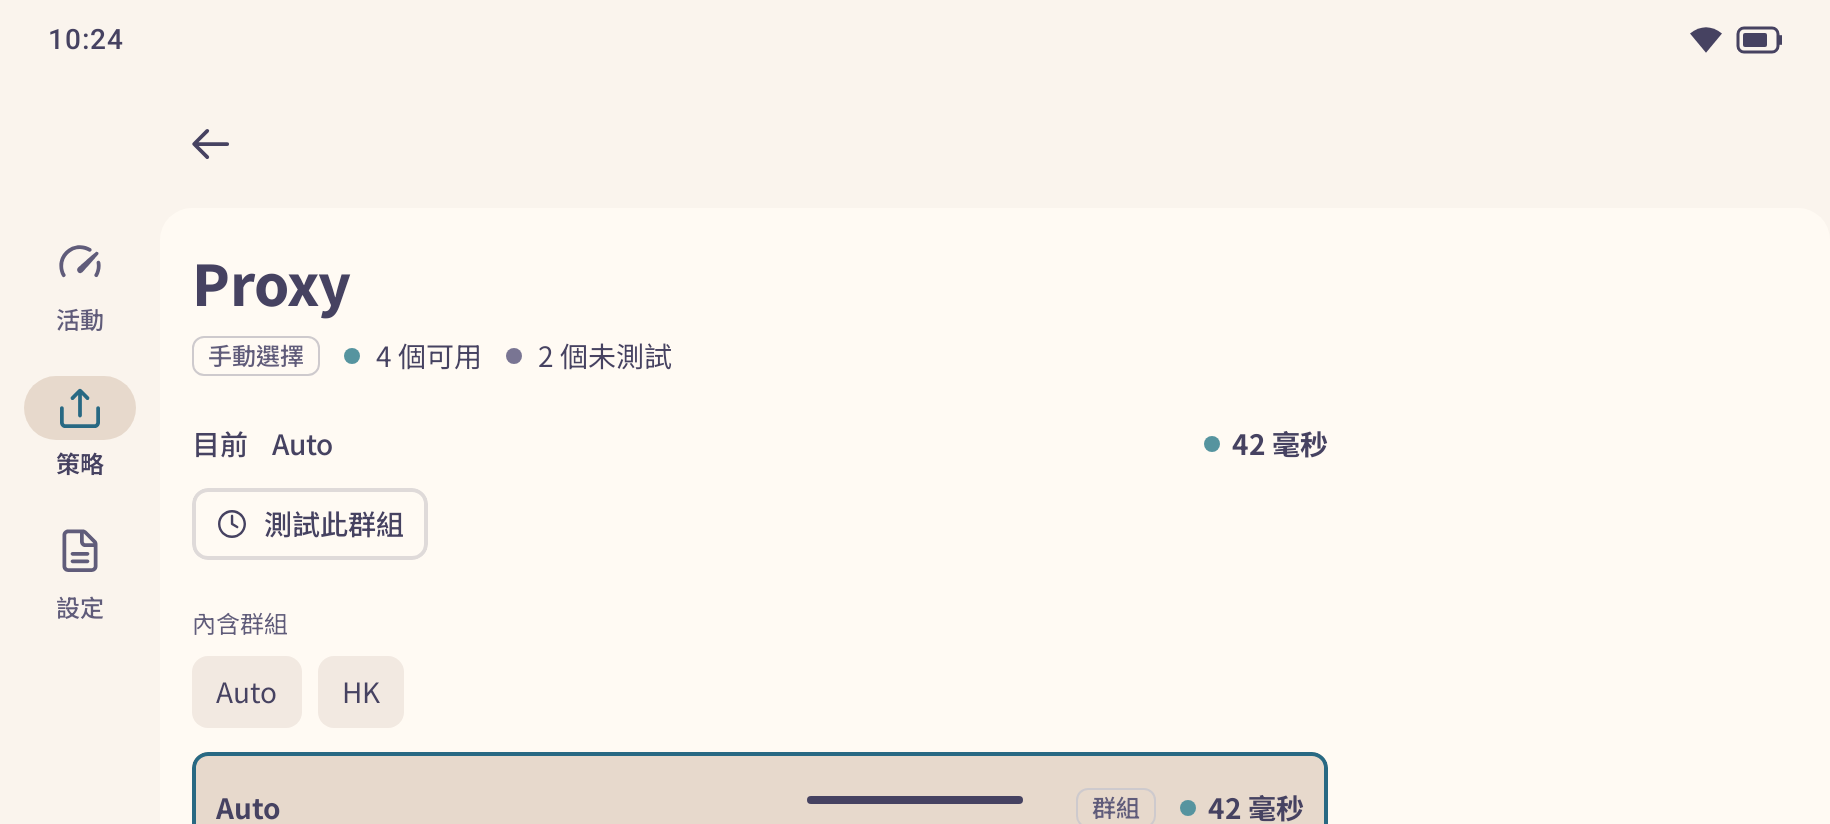 10:24
活動
策略
設定
Proxy
手動選擇 4 個可用 2 個未測試
目前 Auto 42 毫秒
測試此群組
內含群組
Auto HK
Auto 群組 42 毫秒